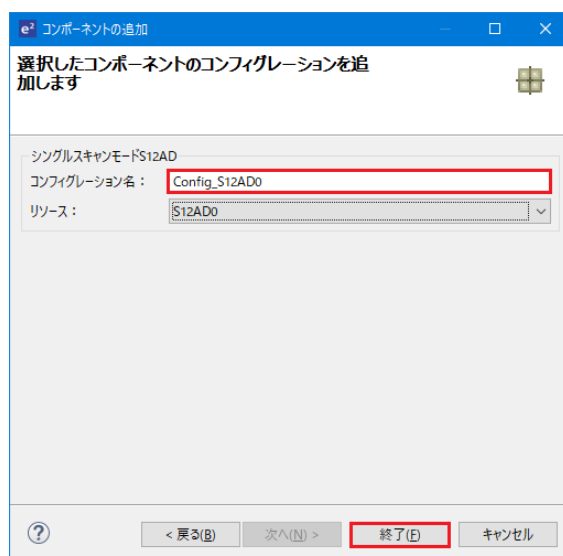 e² コンポーネントの追加
選択したコンポーネントのコンフィグレーションを追
加します
シングルスキャンモードS12AD
コンフィグレーション名：
Config_S12AD0
リソース：
S12AD0
?
< 戻る(B)
次へ(N) >
終了(F)
キャンセル